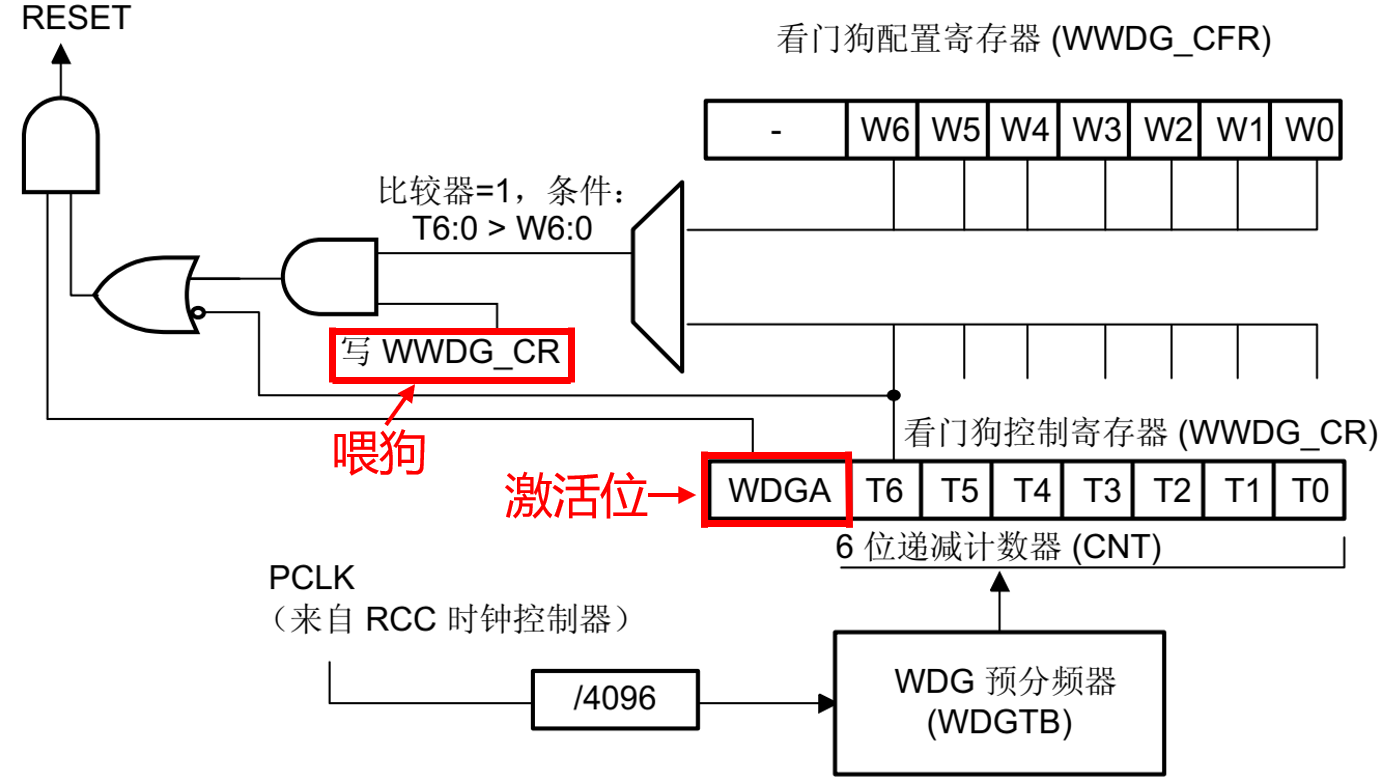 RESET
看门狗配置寄存器 (WWDG_CFR)
- W6 W5 W4 W3 W2 W1 W0
比较器=1，条件：
T6:0 > W6:0
写 WWDG_CR
喂狗
看门狗控制寄存器 (WWDG_CR)
激活位
WDGA T6 T5 T4 T3 T2 T1 T0
6 位递减计数器 (CNT)
PCLK
（来自 RCC 时钟控制器）
/4096
WDG 预分频器
(WDGTB)